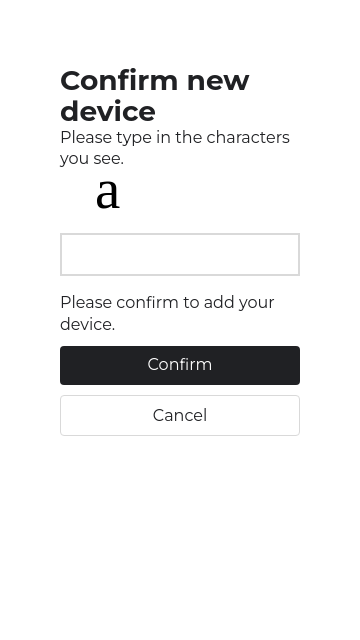 Confirm new
device
Please type in the characters
you see.
a
Please confirm to add your
device.
Confirm
Cancel